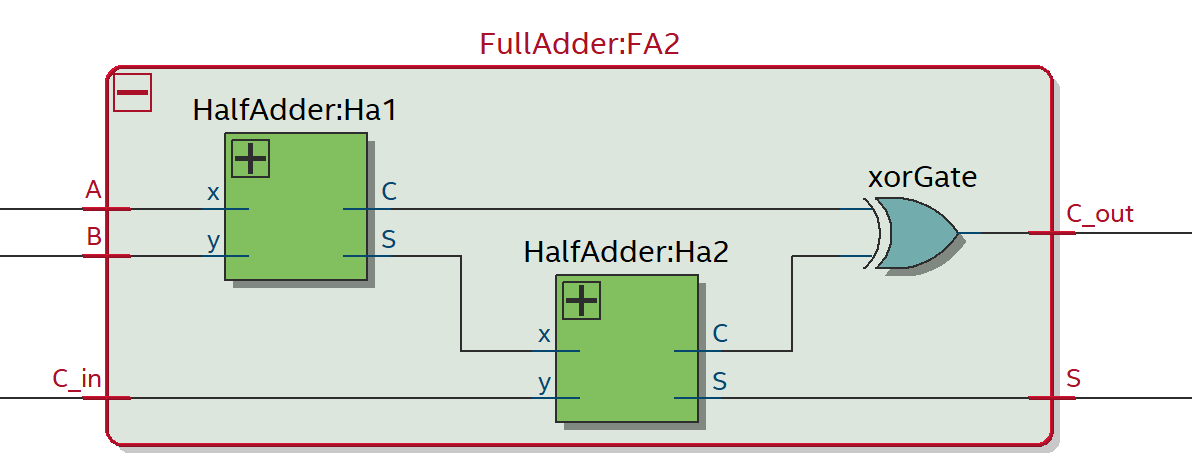 FullAdder:FA2
HalfAdder:Ha1
A
x
C
B
y
S
xorGate
C_out
HalfAdder:Ha2
x
C
C_in
y
S
S